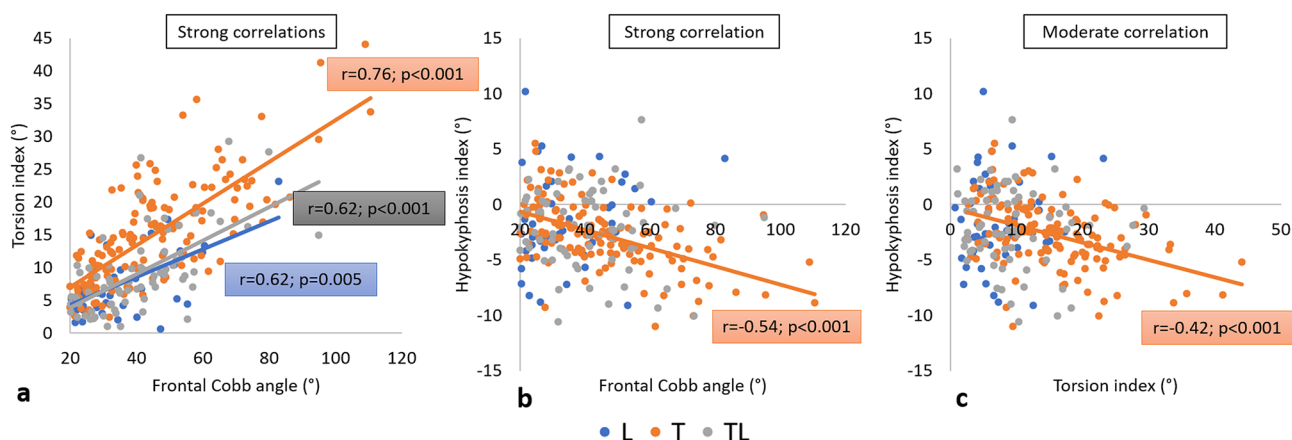 Strong correlations
45
40
35
30
25
20
15
10
5
0
Torsion index (°)
r=0.76; p<0.001
r=0.62; p<0.001
r=0.62; p=0.005
20 40 60 80 100 120
Frontal Cobb angle (°)
a
Strong correlation
15
10
5
0
-5
-10
-15
Hypokyphosis index (°)
20 40 60 80 100 120
r=-0.54; p<0.001
Frontal Cobb angle (°)
b
Moderate correlation
15
10
5
0
-5
-10
-15
Hypokyphosis index (°)
0 10 20 30 40 50
r=-0.42; p<0.001
Torsion index (°)
c
L T TL